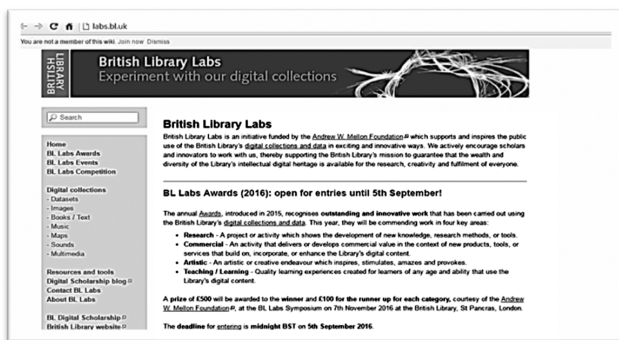 labs.bl.uk
You are not a member of this wiki. Join now Dismiss
BRITISH
LIBRARY
British Library Labs
Experiment with our digital collections
Search
Home
BL Labs Awards
BL Labs Events
BL Labs Competition
Digital collections
- Datasets
- Images
- Books / Text
- Music
- Maps
- Sounds
- Multimedia
Resources and tools
Digital Scholarship blog
Contact BL Labs
About BL Labs
BL Digital Scholarship
British Library website
British Library Labs
British Library Labs is an initiative funded by the Andrew W. Mellon Foundation which supports and inspires the public
use of the British Library's digital collections and data in exciting and innovative ways. We actively encourage scholars
and innovators to work with us, thereby supporting the British Library's mission to guarantee that the wealth and
diversity of the Library's intellectual digital heritage is available for the research, creativity and fulfilment of everyone.
BL Labs Awards (2016): open for entries until 5th September!
The annual Awards, introduced in 2015, recognises outstanding and innovative work that has been carried out using
the British Library's digital collections and data. This year, they will be commending work in four key areas:
• Research - A project or activity which shows the development of new knowledge, research methods, or tools.
• Commercial - An activity that delivers or develops commercial value in the context of new products, tools, or
services that build on, incorporate, or enhance the Library's digital content.
• Artistic - An artistic or creative endeavour which inspires, stimulates, amazes and provokes.
• Teaching / Learning - Quality learning experiences created for learners of any age and ability that use the
Library's digital content.
A prize of £500 will be awarded to the winner and £100 for the runner up for each category, courtesy of the Andrew
W. Mellon Foundation, at the BL Labs Symposium on 7th November 2016 at the British Library, St Pancras, London.
The deadline for entering is midnight BST on 5th September 2016.